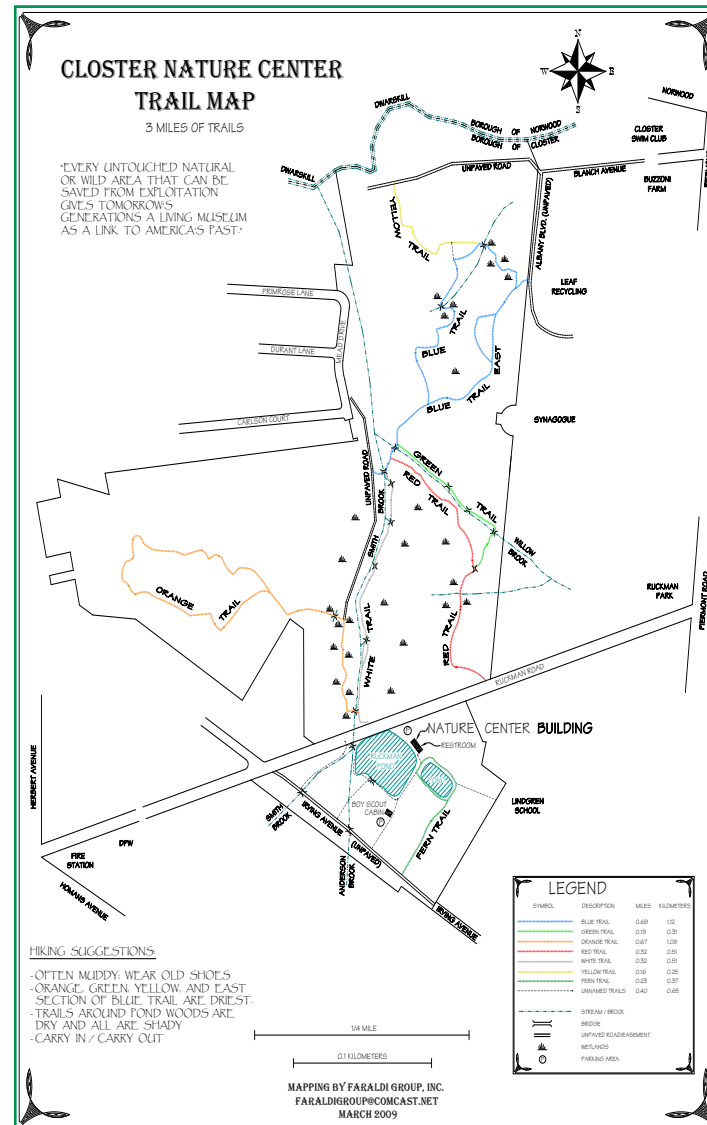 CLOSTER NATURE CENTER
TRAIL MAP
3 MILES OF TRAILS
"EVERY UNTOUCHED NATURAL
OR WILD AREA THAT CAN BE
SAVED FROM EXPLOITATION
GIVES TOMORROW'S
GENERATIONS A LIVING MUSEUM
AS A LINK TO AMERICA'S PAST."
N
W
E
S
DWARSKILL
BOROUGH OF NORWOOD
BOROUGH OF CLOSTER
NORWOOD
CLOSTER
SWIM CLUB
DWARSKILL
UNPAVED ROAD
BLANCH AVENUE
BUZZONI
FARM
ALBANY BLVD. (UNPAVED)
YELLOW
TRAIL
LEAF
RECYCLING
PRIMROSE LANE
MEAD DRIVE
DURANT LANE
CARLSON COURT
BLUE TRAIL
EAST
BLUE TRAIL
SYNAGOGUE
UNPAVED ROAD
GREEN
TRAIL
RED
TRAIL
SMITH
BROOK
WILLOW
BROOK
ORANGE
TRAIL
WHITE TRAIL
RED TRAIL
RUCKMAN
PARK
PIERMONT ROAD
RUCKMAN ROAD
P
NATURE CENTER BUILDING
RESTROOM
RUCKMAN
POND
BOY SCOUT
CABIN
P
FERN TRAIL
LINDGREN
SCHOOL
HERBERT AVENUE
SMITH
BROOK
IRVING AVENUE
(UNPAVED)
ANDERSON
BROOK
IRVING AVENUE
DPW
FIRE
STATION
HOMANS AVENUE
LEGEND
SYMBOL DESCRIPTION MILES KILOMETERS
BLUE TRAIL 0.69 1.12
GREEN TRAIL 0.19 0.31
ORANGE TRAIL 0.67 1.08
RED TRAIL 0.32 0.51
WHITE TRAIL 0.32 0.51
YELLOW TRAIL 0.16 0.25
FERN TRAIL 0.23 0.37
UNNAMED TRAILS 0.40 0.65
STREAM / BROOK
BRIDGE
UNPAVED ROAD/EASEMENT
WETLANDS
P PARKING AREA
HIKING SUGGESTIONS:
- OFTEN MUDDY; WEAR OLD SHOES
- ORANGE, GREEN, YELLOW, AND EAST
SECTION OF BLUE TRAIL ARE DRIEST.
- TRAILS AROUND POND WOODS ARE
DRY AND ALL ARE SHADY
- CARRY IN / CARRY OUT
1/4 MILE
0.1 KILOMETERS
MAPPING BY FARALDI GROUP, INC.
FARALDIGROUP@COMCAST.NET
MARCH 2009